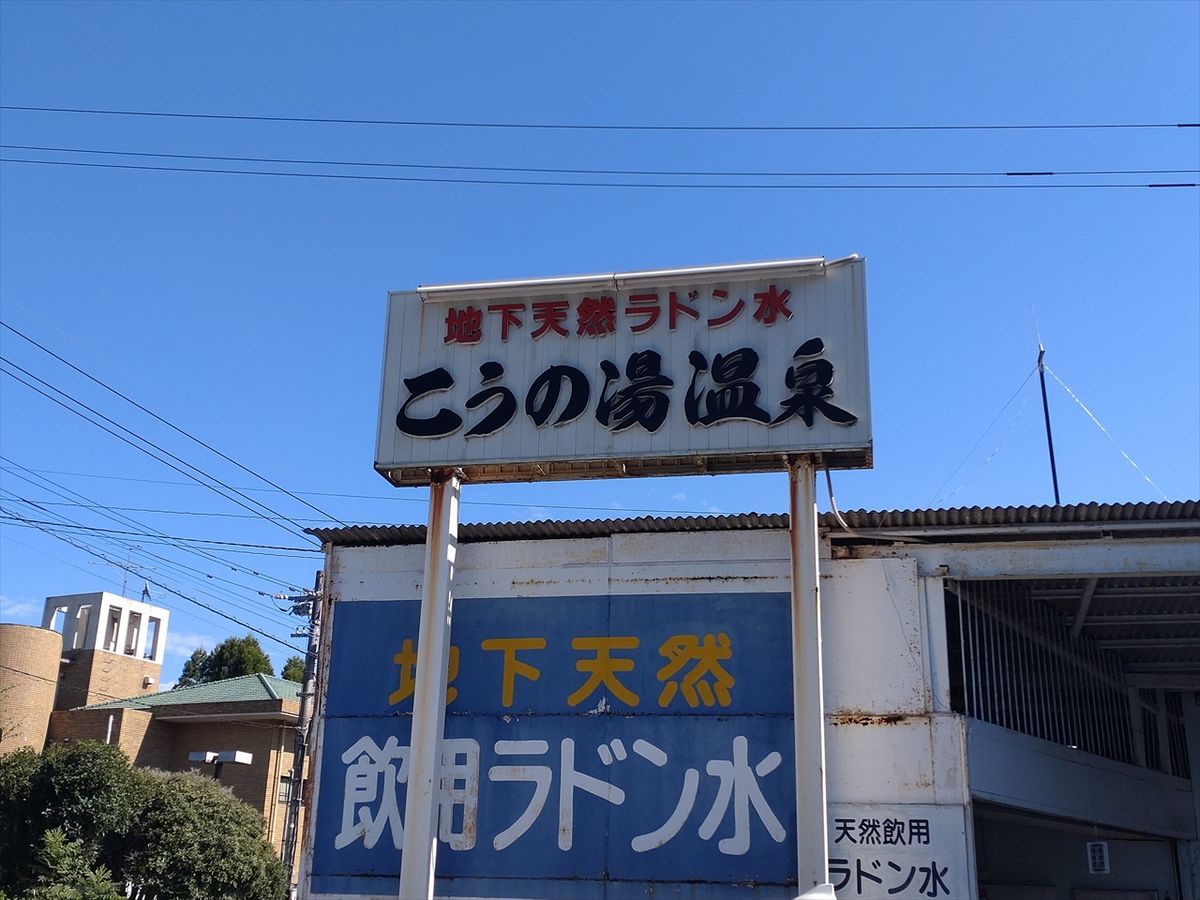 地下天然ラドン水
こうの湯温泉
地下天然
飲用ラドン水
天然飲用
ラドン水